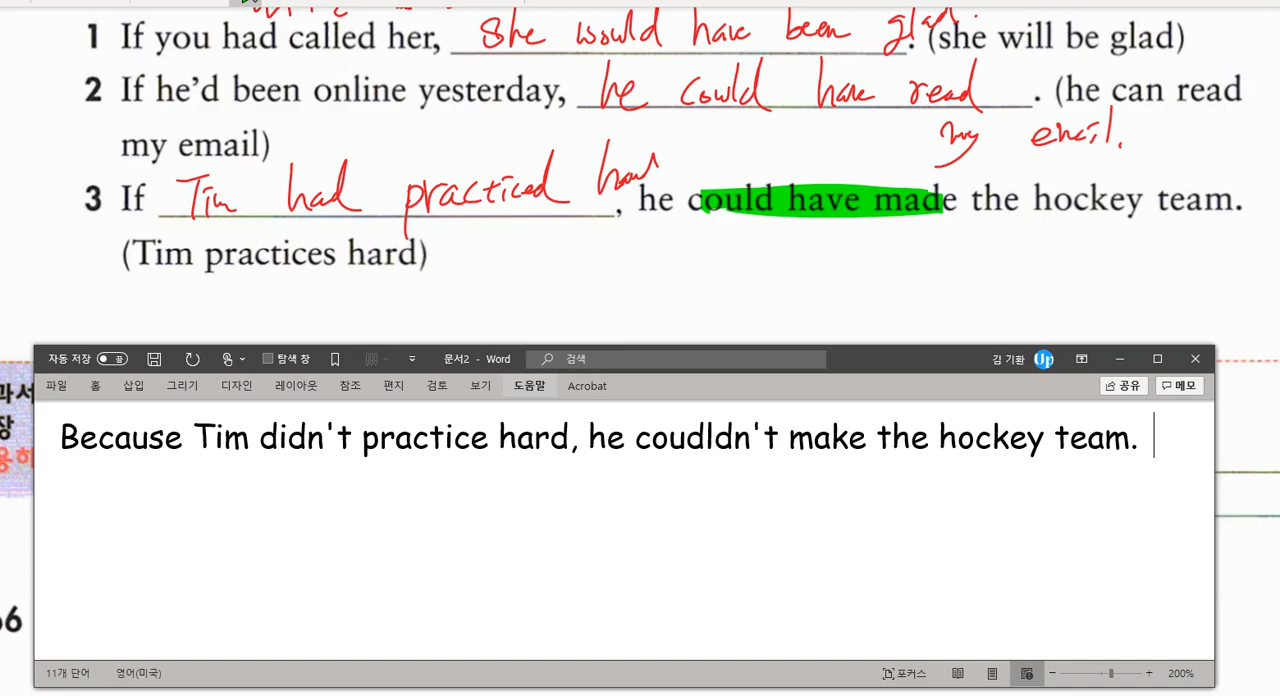 1 If you had called her, she would have been glad. (she will be glad)
2 If he'd been online yesterday, he could have read . (he can read
my email)
my email.
3 If Tim had practiced hard, he could have made the hockey team.
(Tim practices hard)
자동 저장 끔 탐색 창 문서2 - Word 검색 김 기환 Up
파일 홈 삽입 그리기 디자인 레이아웃 참조 편지 검토 보기 도움말 Acrobat 공유 메모
Because Tim didn't practice hard, he coudldn't make the hockey team.
11개 단어 영어(미국) 포커스 200%